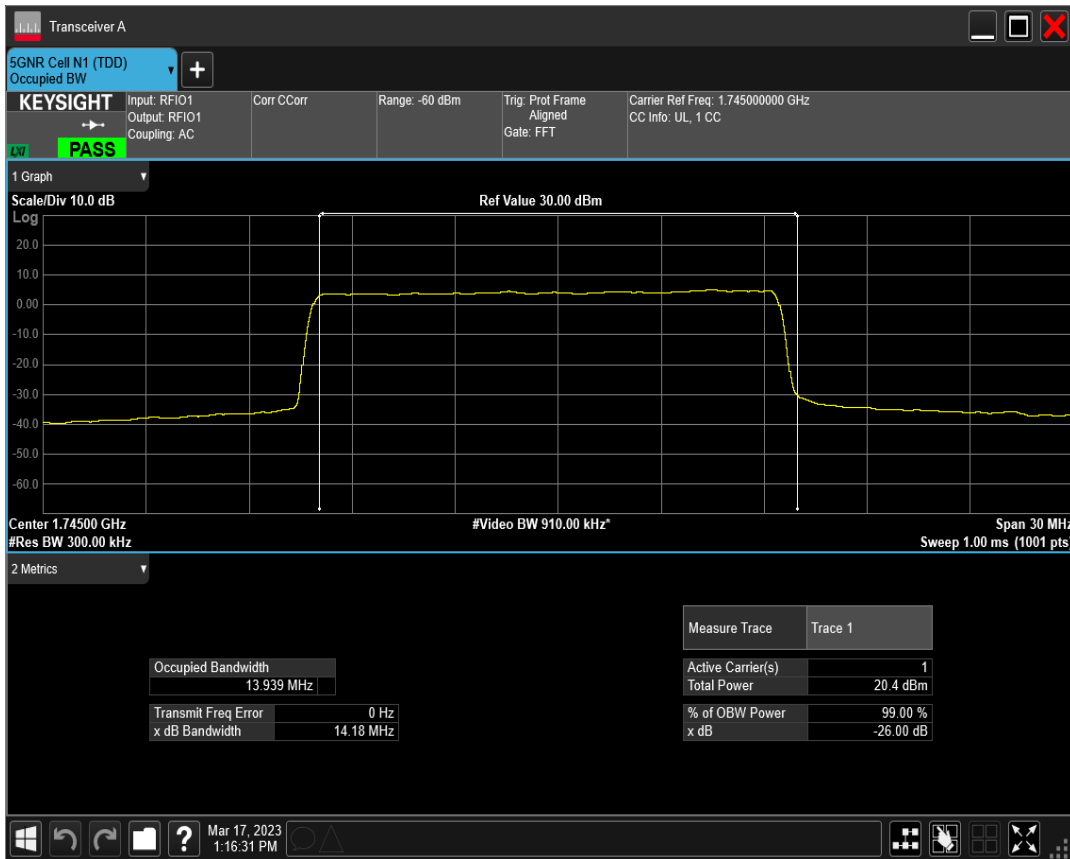 Transceiver A
5GNR Cell N1 (TDD)
Occupied BW
+
KEYSIGHT
LXI
PASS
Input: RFIO1
Output: RFIO1
Coupling: AC
Corr CCorr
Range: -60 dBm
Trig: Prot Frame
Aligned
Gate: FFT
Carrier Ref Freq: 1.745000000 GHz
CC Info: UL, 1 CC
1 Graph
Scale/Div 10.0 dB
Ref Value 30.00 dBm
Log
20.0
10.0
0.00
-10.0
-20.0
-30.0
-40.0
-50.0
-60.0
Center 1.74500 GHz
#Video BW 910.00 kHz*
Span 30 MHz
#Res BW 300.00 kHz
Sweep 1.00 ms (1001 pts)
2 Metrics
Measure Trace Trace 1
Occupied Bandwidth
13.939 MHz
Active Carrier(s) 1
Total Power 20.4 dBm
Transmit Freq Error 0 Hz
x dB Bandwidth 14.18 MHz
% of OBW Power 99.00 %
x dB -26.00 dB
?
Mar 17, 2023
1:16:31 PM